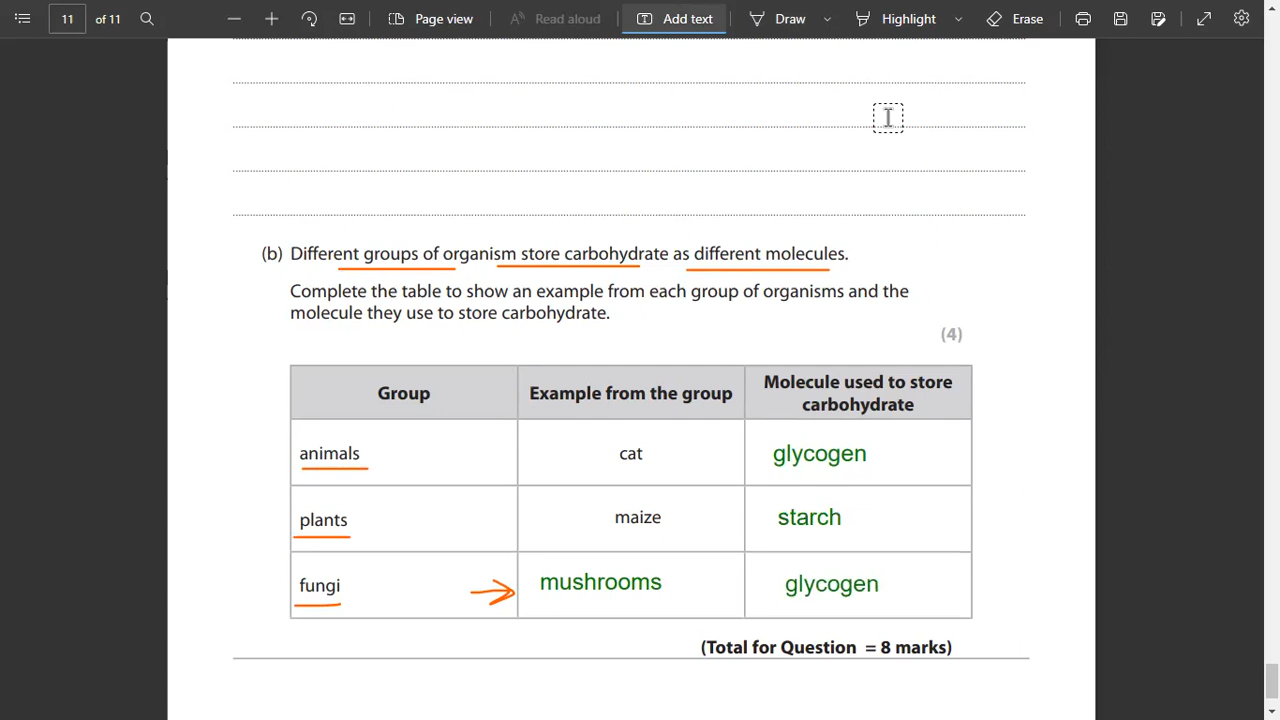 11 of 11 Page view Read aloud Add text Draw Highlight Erase
(b) Different groups of organism store carbohydrate as different molecules.
Complete the table to show an example from each group of organisms and the
molecule they use to store carbohydrate.
(4)
Group Example from the group Molecule used to store
carbohydrate
animals cat glycogen
plants maize starch
fungi mushrooms glycogen
(Total for Question = 8 marks)